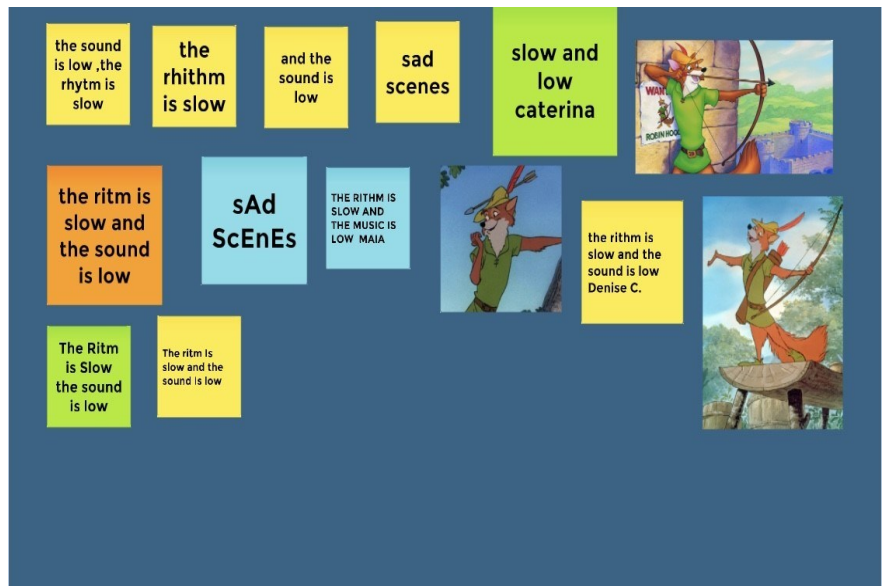 the sound
is low ,the
rhytm is
slow
the
rhithm
is slow
and the
sound is
low
sad
scenes
slow and
low
caterina
WAN
ROBIN HOOD
the ritm is
slow and
the sound
is low
sAd
ScEnEs
THE RITHM IS
SLOW AND
THE MUSIC IS
LOW MAIA
the rithm is
slow and the
sound is low
Denise C.
The Ritm
is Slow
the sound
is low
The ritm is
slow and the
sound is low